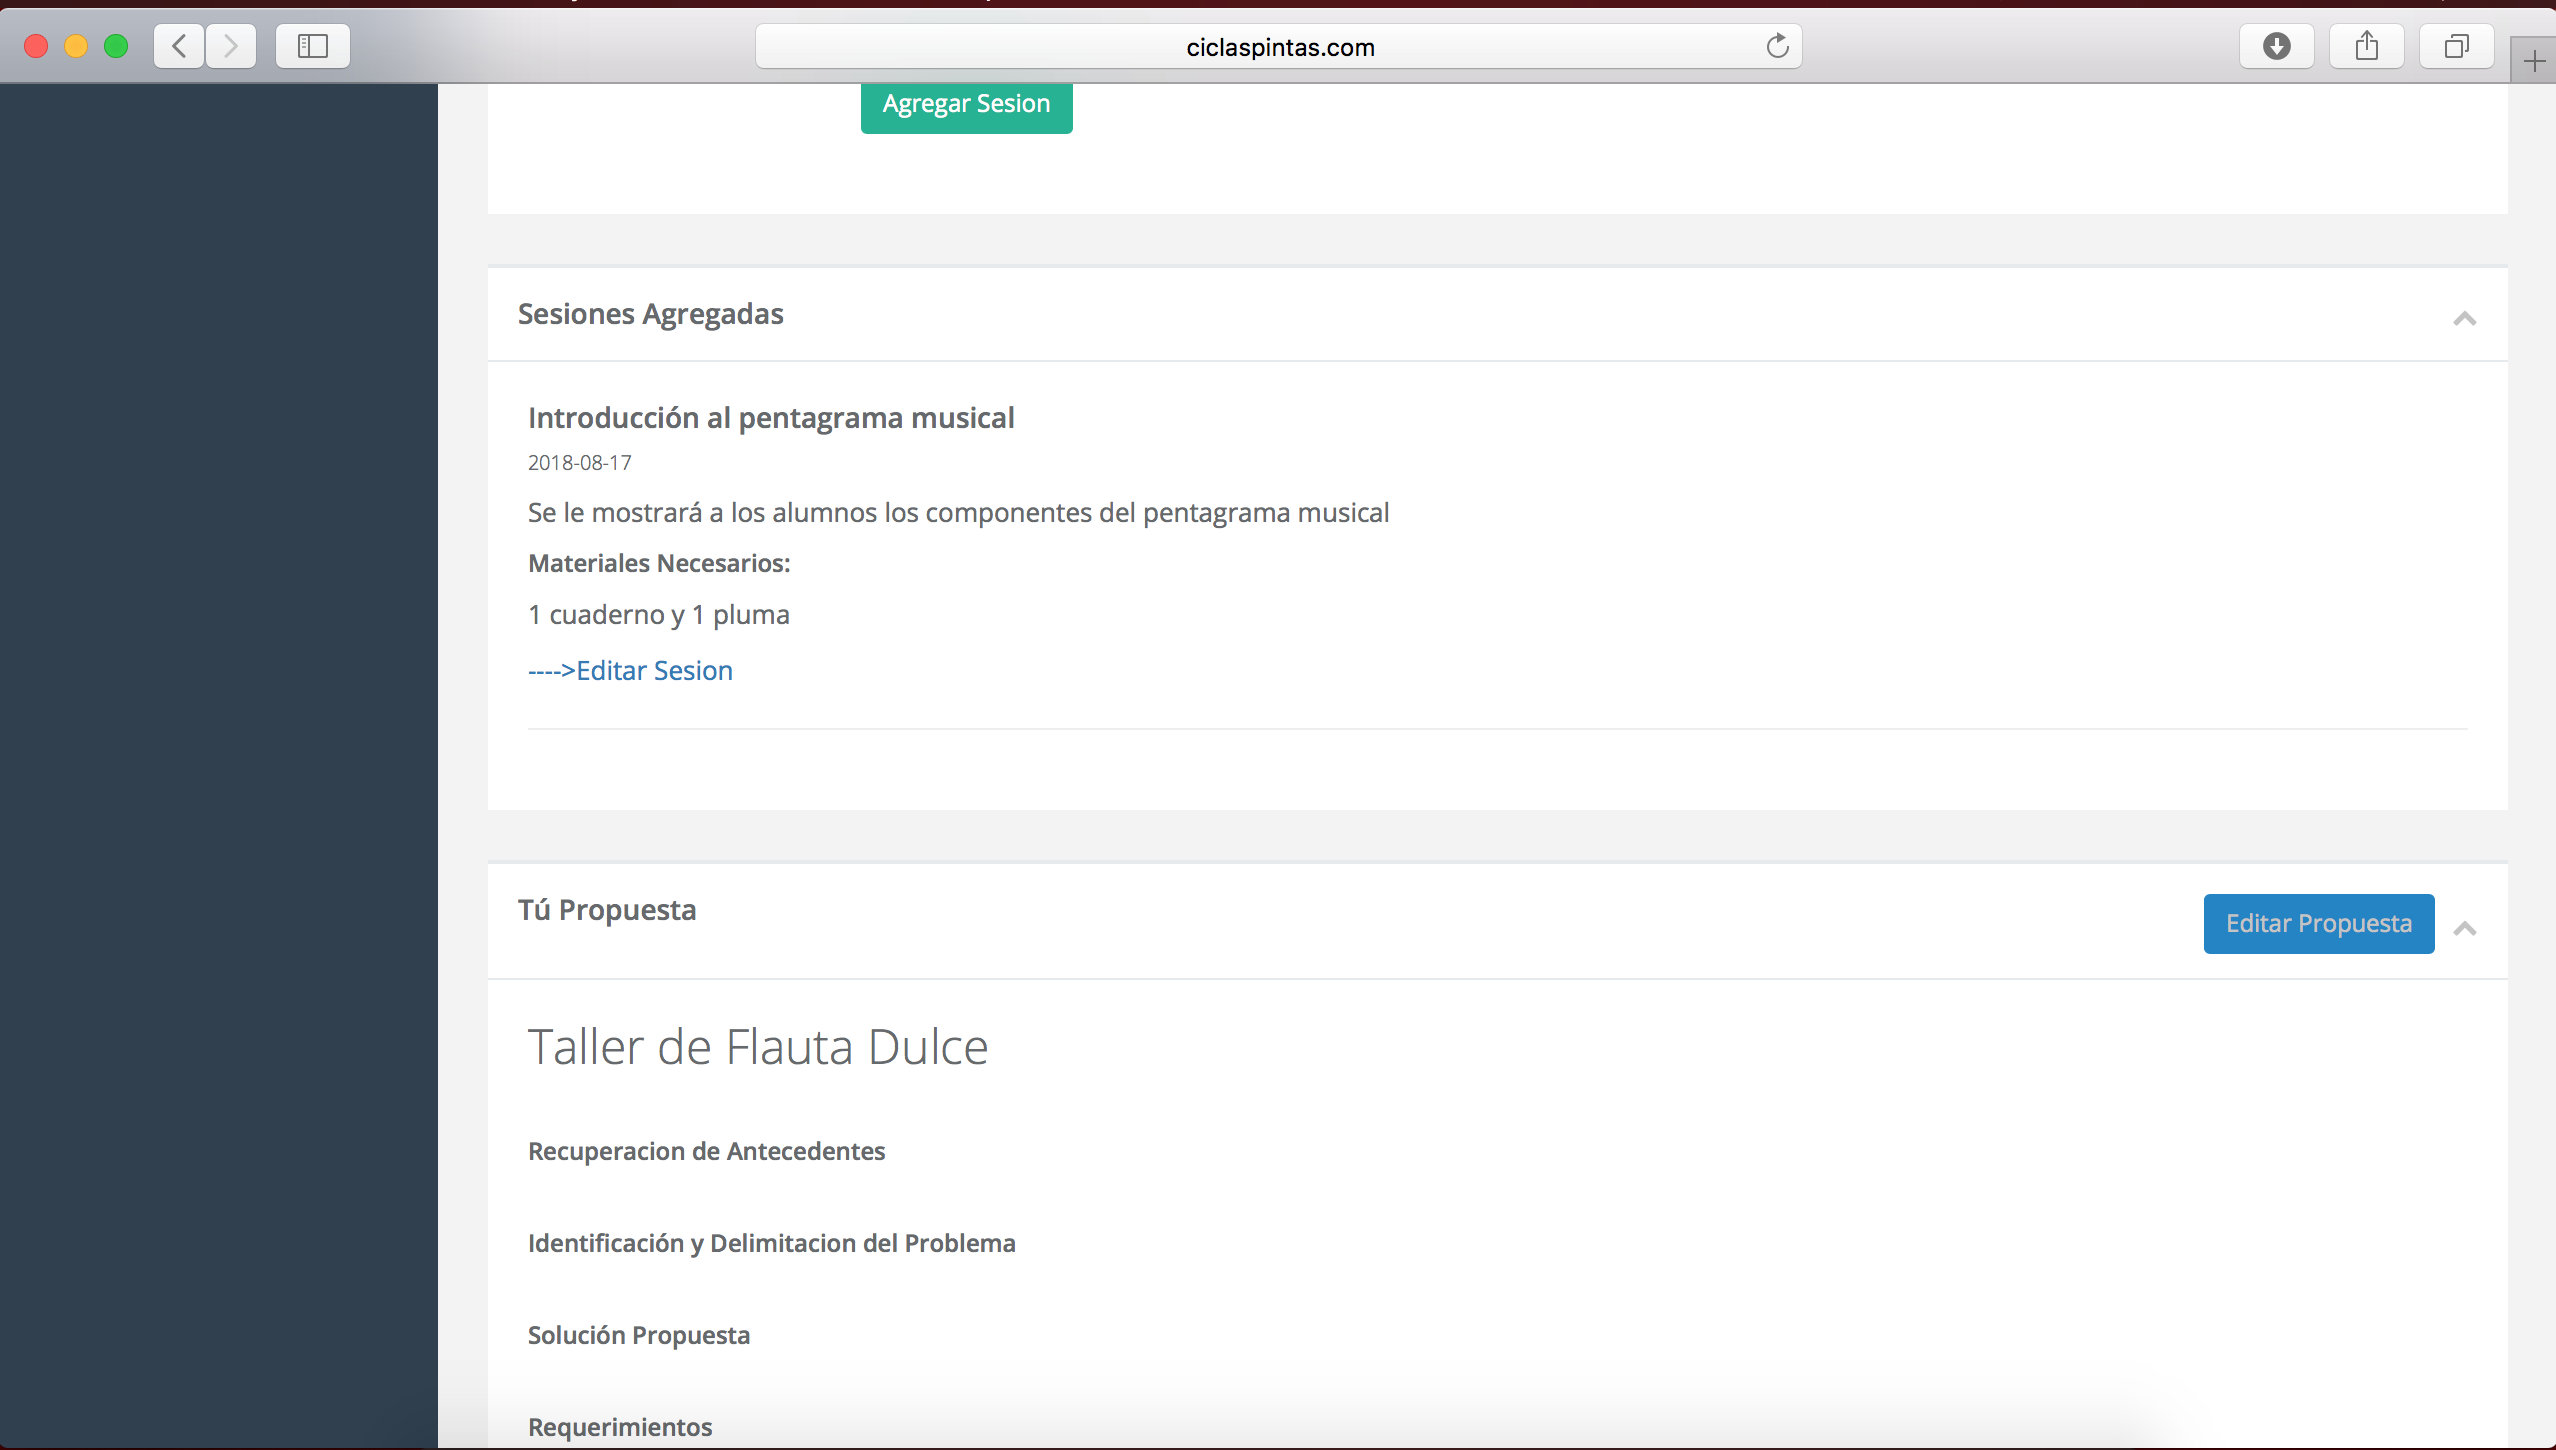 ciclaspintas.com
Agregar Sesion
Sesiones Agregadas
Introducción al pentagrama musical
2018-08-17
Se le mostrará a los alumnos los componentes del pentagrama musical
Materiales Necesarios:
1 cuaderno y 1 pluma
---->Editar Sesion
Tú Propuesta
Editar Propuesta
Taller de Flauta Dulce
Recuperacion de Antecedentes
Identificación y Delimitacion del Problema
Solución Propuesta
Requerimientos